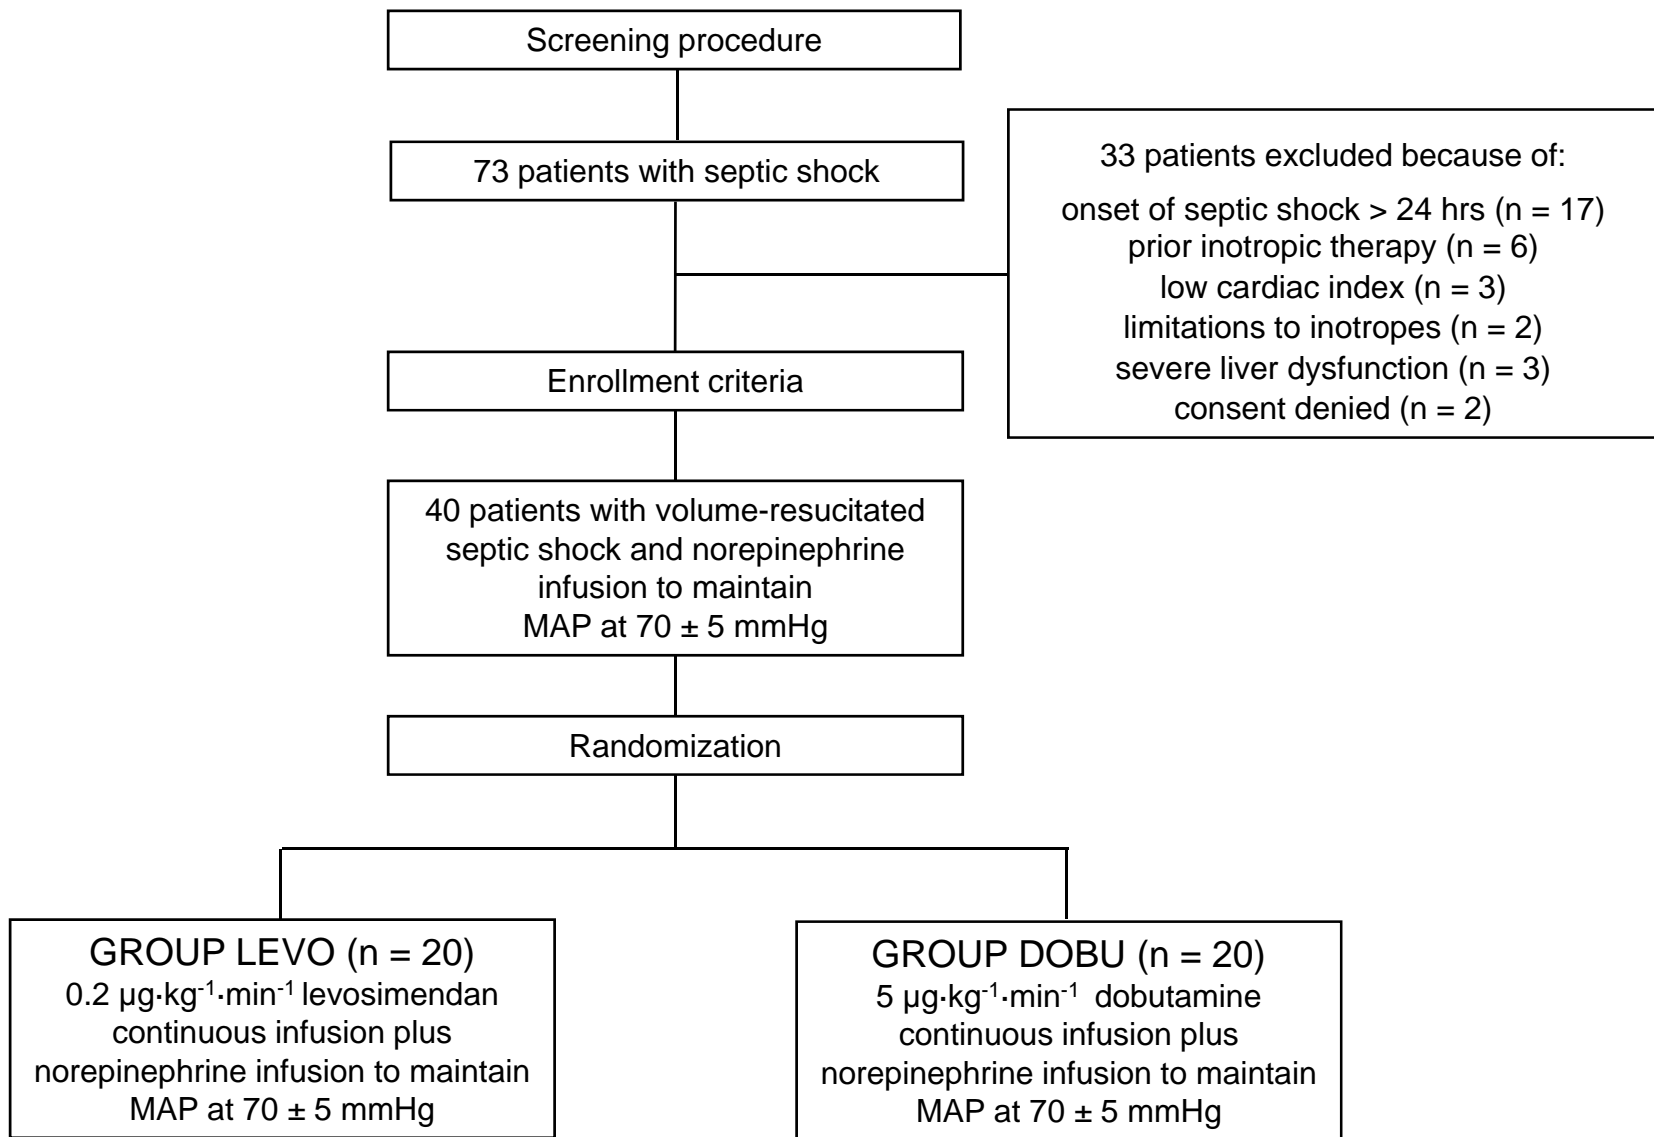 Screening procedure
73 patients with septic shock
33 patients excluded because of:
onset of septic shock > 24 hrs (n = 17)
prior inotropic therapy (n = 6)
low cardiac index (n = 3)
limitations to inotropes (n = 2)
severe liver dysfunction (n = 3)
consent denied (n = 2)
Enrollment criteria
40 patients with volume-resucitated
septic shock and norepinephrine
infusion to maintain
MAP at 70 ± 5 mmHg
Randomization
GROUP LEVO (n = 20)
0.2 µg·kg⁻¹·min⁻¹ levosimendan
continuous infusion plus
norepinephrine infusion to maintain
MAP at 70 ± 5 mmHg
GROUP DOBU (n = 20)
5 µg·kg⁻¹·min⁻¹ dobutamine
continuous infusion plus
norepinephrine infusion to maintain
MAP at 70 ± 5 mmHg